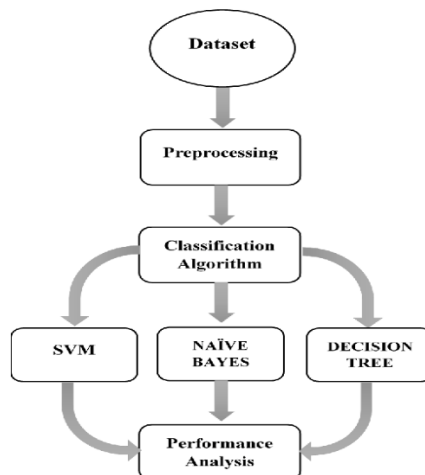 Dataset
Preprocessing
Classification
Algorithm
SVM
NAÏVE
BAYES
DECISION
TREE
Performance
Analysis